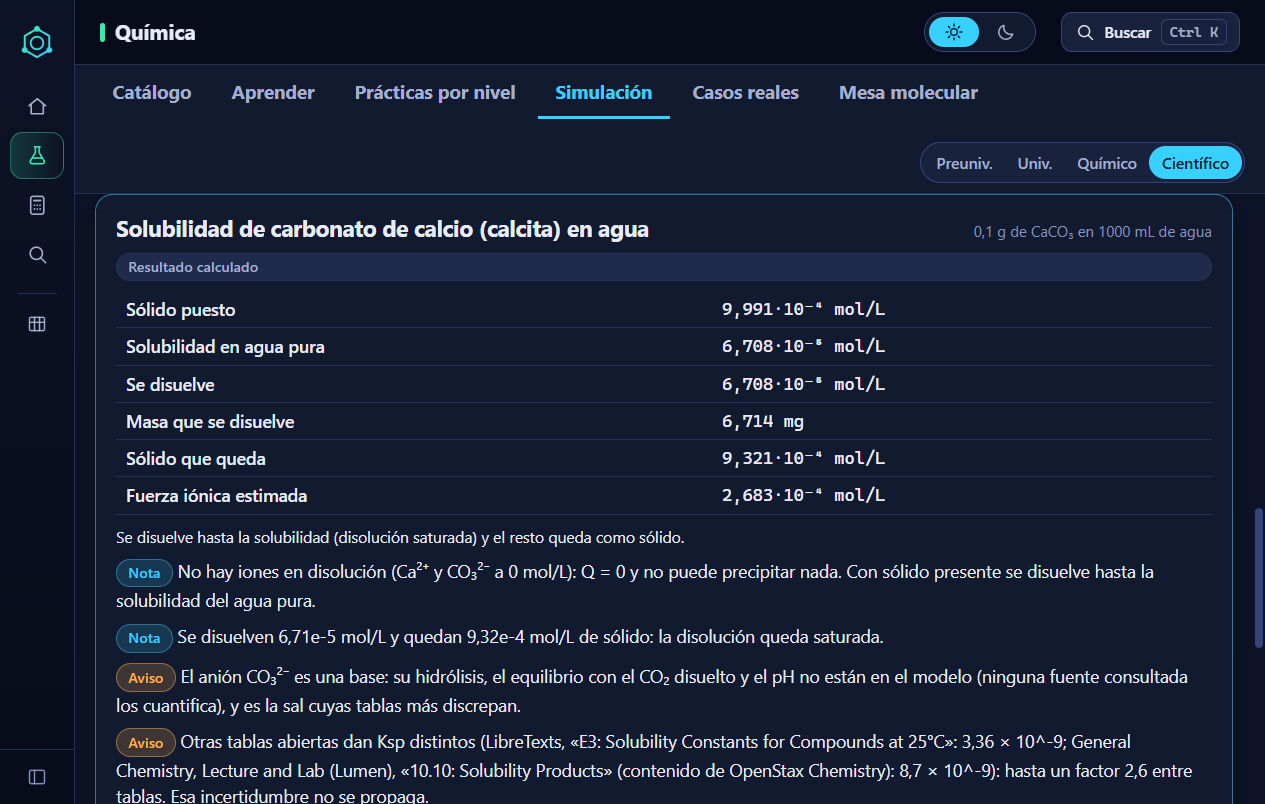 Química
Buscar Ctrl K
Catálogo Aprender Prácticas por nivel Simulación Casos reales Mesa molecular
Preuniv. Univ. Químico Científico
Solubilidad de carbonato de calcio (calcita) en agua
0,1 g de CaCO₃ en 1000 mL de agua
Resultado calculado
Sólido puesto 9,991·10⁻⁴ mol/L
Solubilidad en agua pura 6,708·10⁻⁵ mol/L
Se disuelve 6,708·10⁻⁵ mol/L
Masa que se disuelve 6,714 mg
Sólido que queda 9,321·10⁻⁴ mol/L
Fuerza iónica estimada 2,683·10⁻⁴ mol/L
Se disuelve hasta la solubilidad (disolución saturada) y el resto queda como sólido.
Nota No hay iones en disolución (Ca²⁺ y CO₃²⁻ a 0 mol/L): Q = 0 y no puede precipitar nada. Con sólido presente se disuelve hasta la
solubilidad del agua pura.
Nota Se disuelven 6,71e-5 mol/L y quedan 9,32e-4 mol/L de sólido: la disolución queda saturada.
Aviso El anión CO₃²⁻ es una base: su hidrólisis, el equilibrio con el CO₂ disuelto y el pH no están en el modelo (ninguna fuente consultada
los cuantifica), y es la sal cuyas tablas más discrepan.
Aviso Otras tablas abiertas dan Ksp distintos (LibreTexts, «E3: Solubility Constants for Compounds at 25°C»: 3,36 × 10^-9; General
Chemistry, Lecture and Lab (Lumen), «10.10: Solubility Products» (contenido de OpenStax Chemistry): 8,7 × 10^-9): hasta un factor 2,6 entre
tablas. Esa incertidumbre no se propaga.